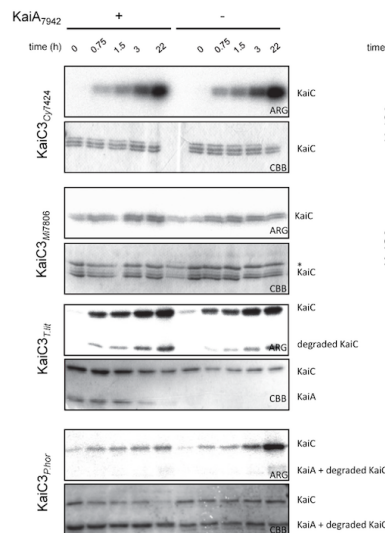 KaiA7942 + -
time (h) 0 0.75 1.5 3 22 0 0.75 1.5 3 22 time (h)
KaiC3Cy7424
KaiC
ARG
KaiC
CBB
KaiC3Mi7806
KaiC
ARG
*
KaiC
CBB
KaiC3T.lit
KaiC
ARG
degraded KaiC
KaiC
CBB
KaiA
KaiC3P.hor
KaiC
KaiA + degraded KaiC
ARG
KaiC
KaiA + degraded KaiC
CBB